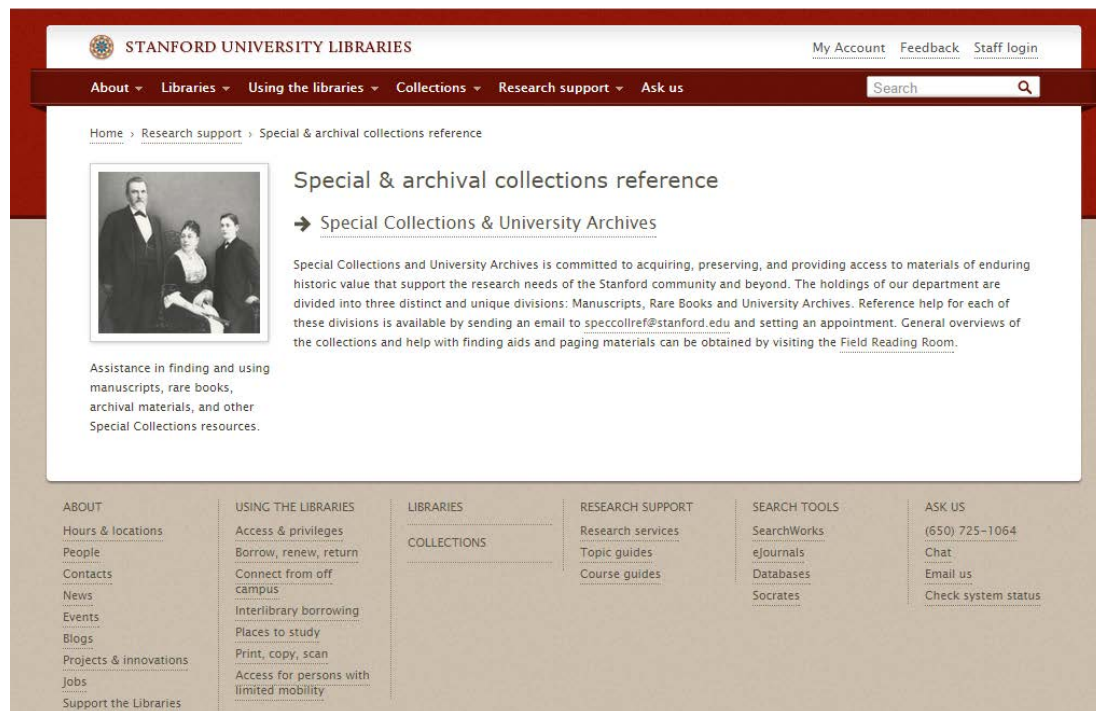 STANFORD UNIVERSITY LIBRARIES
My Account Feedback Staff login
About Libraries Using the libraries Collections Research support Ask us
Search
Home › Research support › Special & archival collections reference
Special & archival collections reference
→ Special Collections & University Archives
Special Collections and University Archives is committed to acquiring, preserving, and providing access to materials of enduring
historic value that support the research needs of the Stanford community and beyond. The holdings of our department are
divided into three distinct and unique divisions: Manuscripts, Rare Books and University Archives. Reference help for each of
these divisions is available by sending an email to speccollref@stanford.edu and setting an appointment. General overviews of
the collections and help with finding aids and paging materials can be obtained by visiting the Field Reading Room.
Assistance in finding and using
manuscripts, rare books,
archival materials, and other
Special Collections resources.
ABOUT
Hours & locations
People
Contacts
News
Events
Blogs
Projects & innovations
Jobs
Support the Libraries
USING THE LIBRARIES
Access & privileges
Borrow, renew, return
Connect from off
campus
Interlibrary borrowing
Places to study
Print, copy, scan
Access for persons with
limited mobility
LIBRARIES
COLLECTIONS
RESEARCH SUPPORT
Research services
Topic guides
Course guides
SEARCH TOOLS
SearchWorks
eJournals
Databases
Socrates
ASK US
(650) 725-1064
Chat
Email us
Check system status